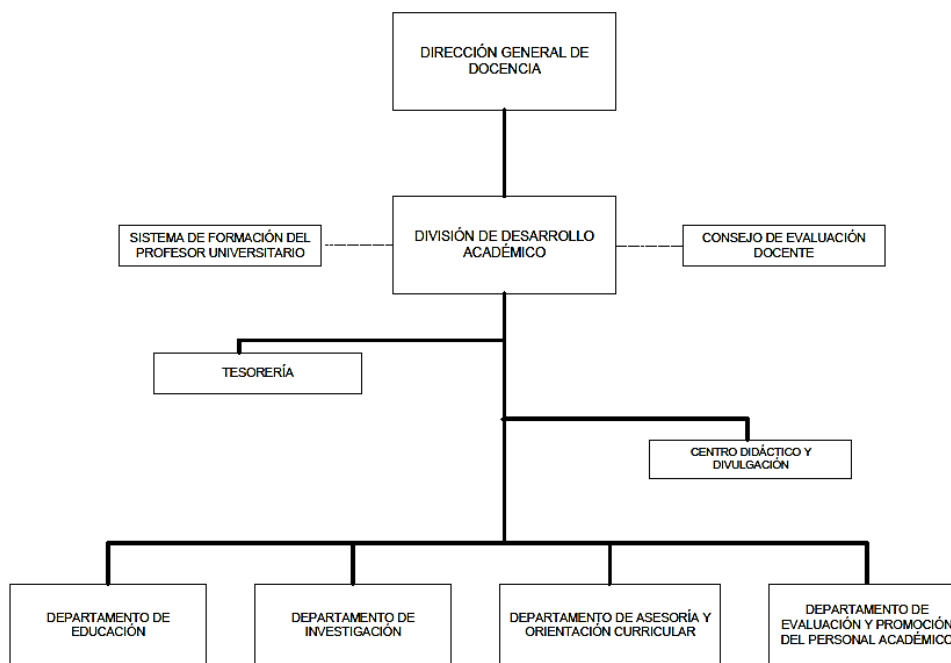 DIRECCIÓN GENERAL DE
DOCENCIA
SISTEMA DE FORMACIÓN DEL
PROFESOR UNIVERSITARIO
DIVISIÓN DE DESARROLLO
ACADÉMICO
CONSEJO DE EVALUACIÓN
DOCENTE
TESORERÍA
CENTRO DIDÁCTICO Y
DIVULGACIÓN
DEPARTAMENTO DE
EDUCACIÓN
DEPARTAMENTO DE
INVESTIGACIÓN
DEPARTAMENTO DE ASESORÍA Y
ORIENTACIÓN CURRICULAR
DEPARTAMENTO DE
EVALUACIÓN Y PROMOCIÓN
DEL PERSONAL ACADÉMICO